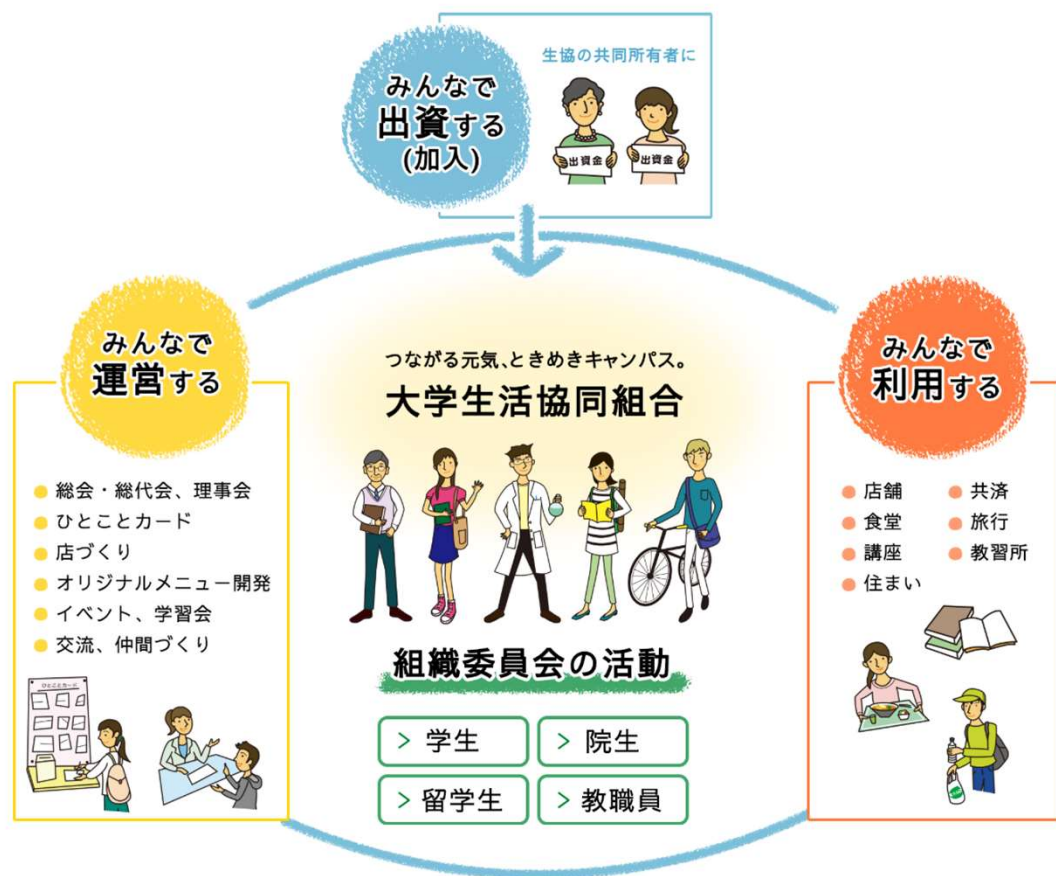 みんなで
出資する
(加入)
生協の共同所有者に
出資金
出資金
みんなで
運営する
総会・総代会、理事会
ひとことカード
店づくり
オリジナルメニュー開発
イベント、学習会
交流、仲間づくり
ひとことカード
つながる元気、ときめきキャンパス。
大学生活協同組合
組織委員会の活動
> 学生
> 院生
> 留学生
> 教職員
みんなで
利用する
店舗
食堂
講座
住まい
共済
旅行
教習所